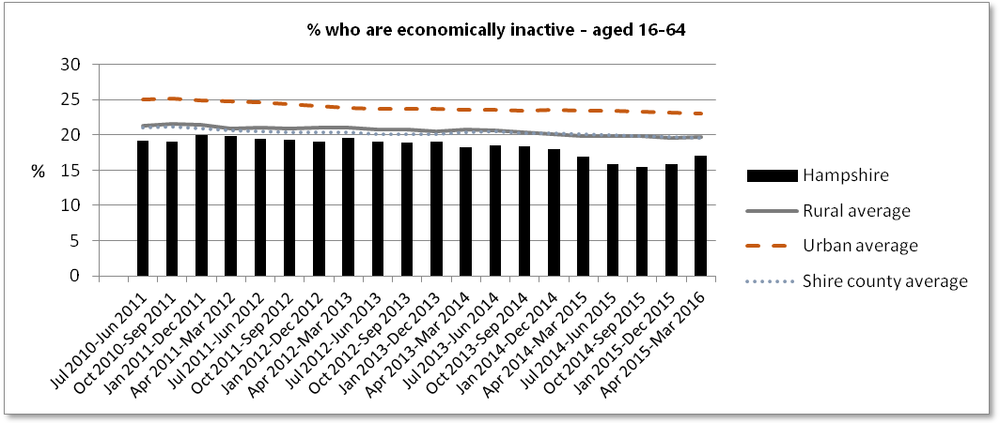 % who are economically inactive - aged 16-64
30
25
20
15
10
5
0
%
Jul 2010-Jun 2011
Oct 2010-Sep 2011
Jan 2011-Dec 2011
Apr 2011-Mar 2012
Jul 2011-Jun 2012
Oct 2011-Sep 2012
Jan 2012-Dec 2012
Apr 2012-Mar 2013
Jul 2012-Jun 2013
Oct 2012-Sep 2013
Jan 2013-Dec 2013
Apr 2013-Mar 2014
Jul 2013-Jun 2014
Oct 2013-Sep 2014
Jan 2014-Dec 2014
Apr 2014-Mar 2015
Jul 2014-Jun 2015
Oct 2014-Sep 2015
Jan 2015-Dec 2015
Apr 2015-Mar 2016
Hampshire
Rural average
Urban average
Shire county average